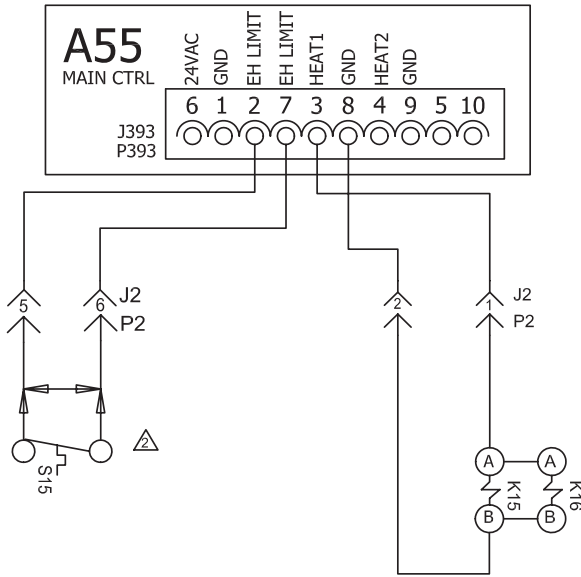 A55
MAIN CTRL
24VAC
GND
EH LIMIT
EH LIMIT
HEAT1
GND
HEAT2
GND
6 1 2 7 3 8 4 9 5 10
J393
P393
5 6 J2
P2
2 1 J2
P2
2
S15
A A
K15 K16
B B